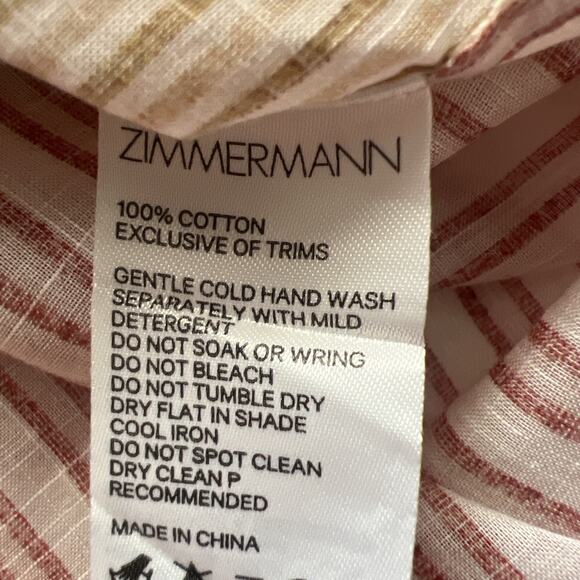 ZIMMERMANN
100% COTTON
EXCLUSIVE OF TRIMS
GENTLE COLD HAND WASH
SEPARATELY WITH MILD
DETERGENT
DO NOT SOAK OR WRING
DO NOT BLEACH
DO NOT TUMBLE DRY
DRY FLAT IN SHADE
COOL IRON
DO NOT SPOT CLEAN
DRY CLEAN P
RECOMMENDED
MADE IN CHINA